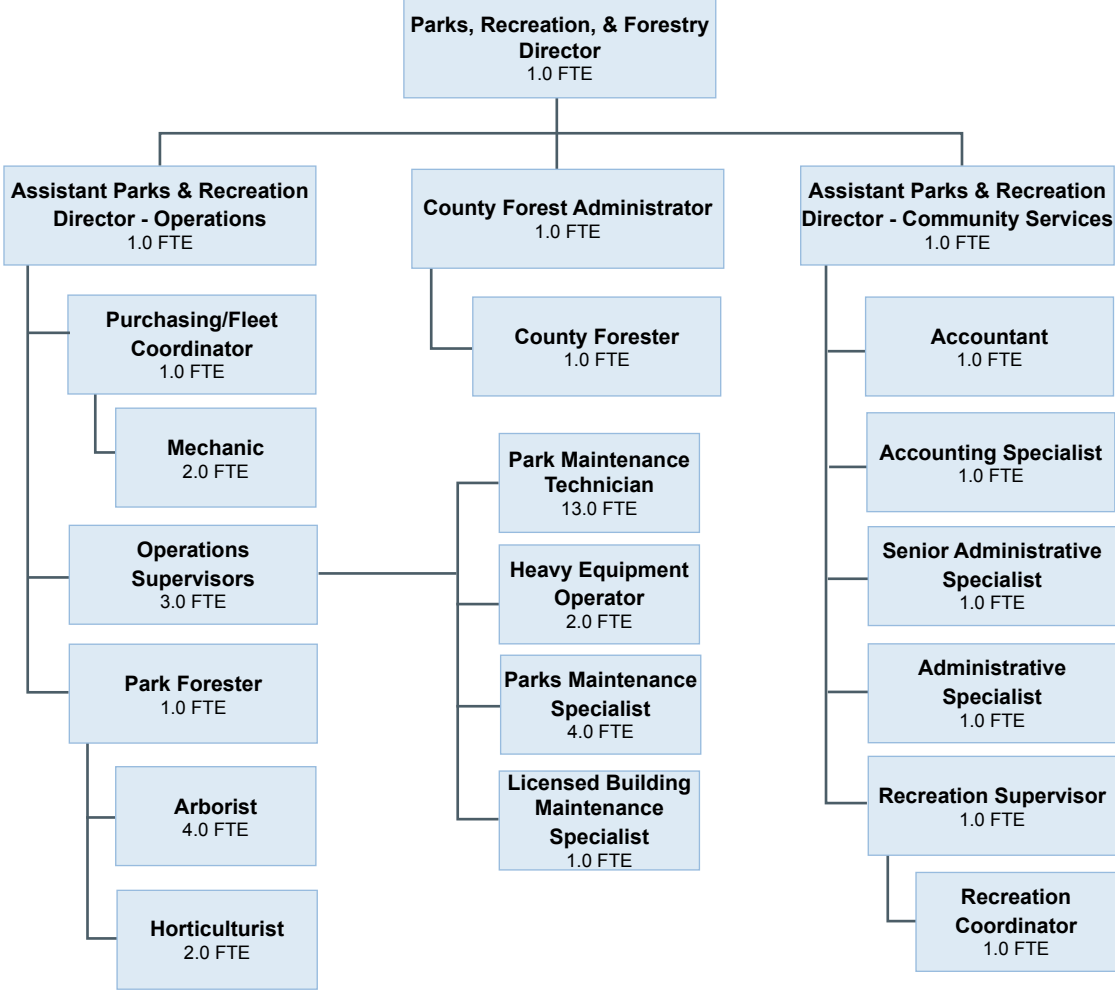 Parks, Recreation, & Forestry
Director
1.0 FTE
Assistant Parks & Recreation
Director - Operations
1.0 FTE
County Forest Administrator
1.0 FTE
Assistant Parks & Recreation
Director - Community Services
1.0 FTE
Purchasing/Fleet
Coordinator
1.0 FTE
Mechanic
2.0 FTE
Operations
Supervisors
3.0 FTE
Park Forester
1.0 FTE
Arborist
4.0 FTE
Horticulturist
2.0 FTE
County Forester
1.0 FTE
Park Maintenance
Technician
13.0 FTE
Heavy Equipment
Operator
2.0 FTE
Parks Maintenance
Specialist
4.0 FTE
Licensed Building
Maintenance
Specialist
1.0 FTE
Accountant
1.0 FTE
Accounting Specialist
1.0 FTE
Senior Administrative
Specialist
1.0 FTE
Administrative
Specialist
1.0 FTE
Recreation Supervisor
1.0 FTE
Recreation
Coordinator
1.0 FTE